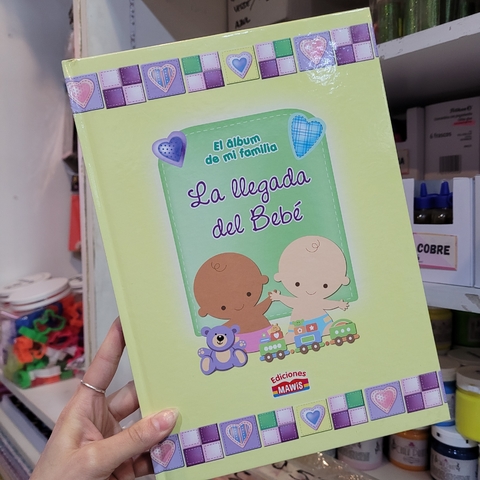 El álbum
de mi familia
La llegada
del Bebé
Ediciones
MAWIS
COBRE